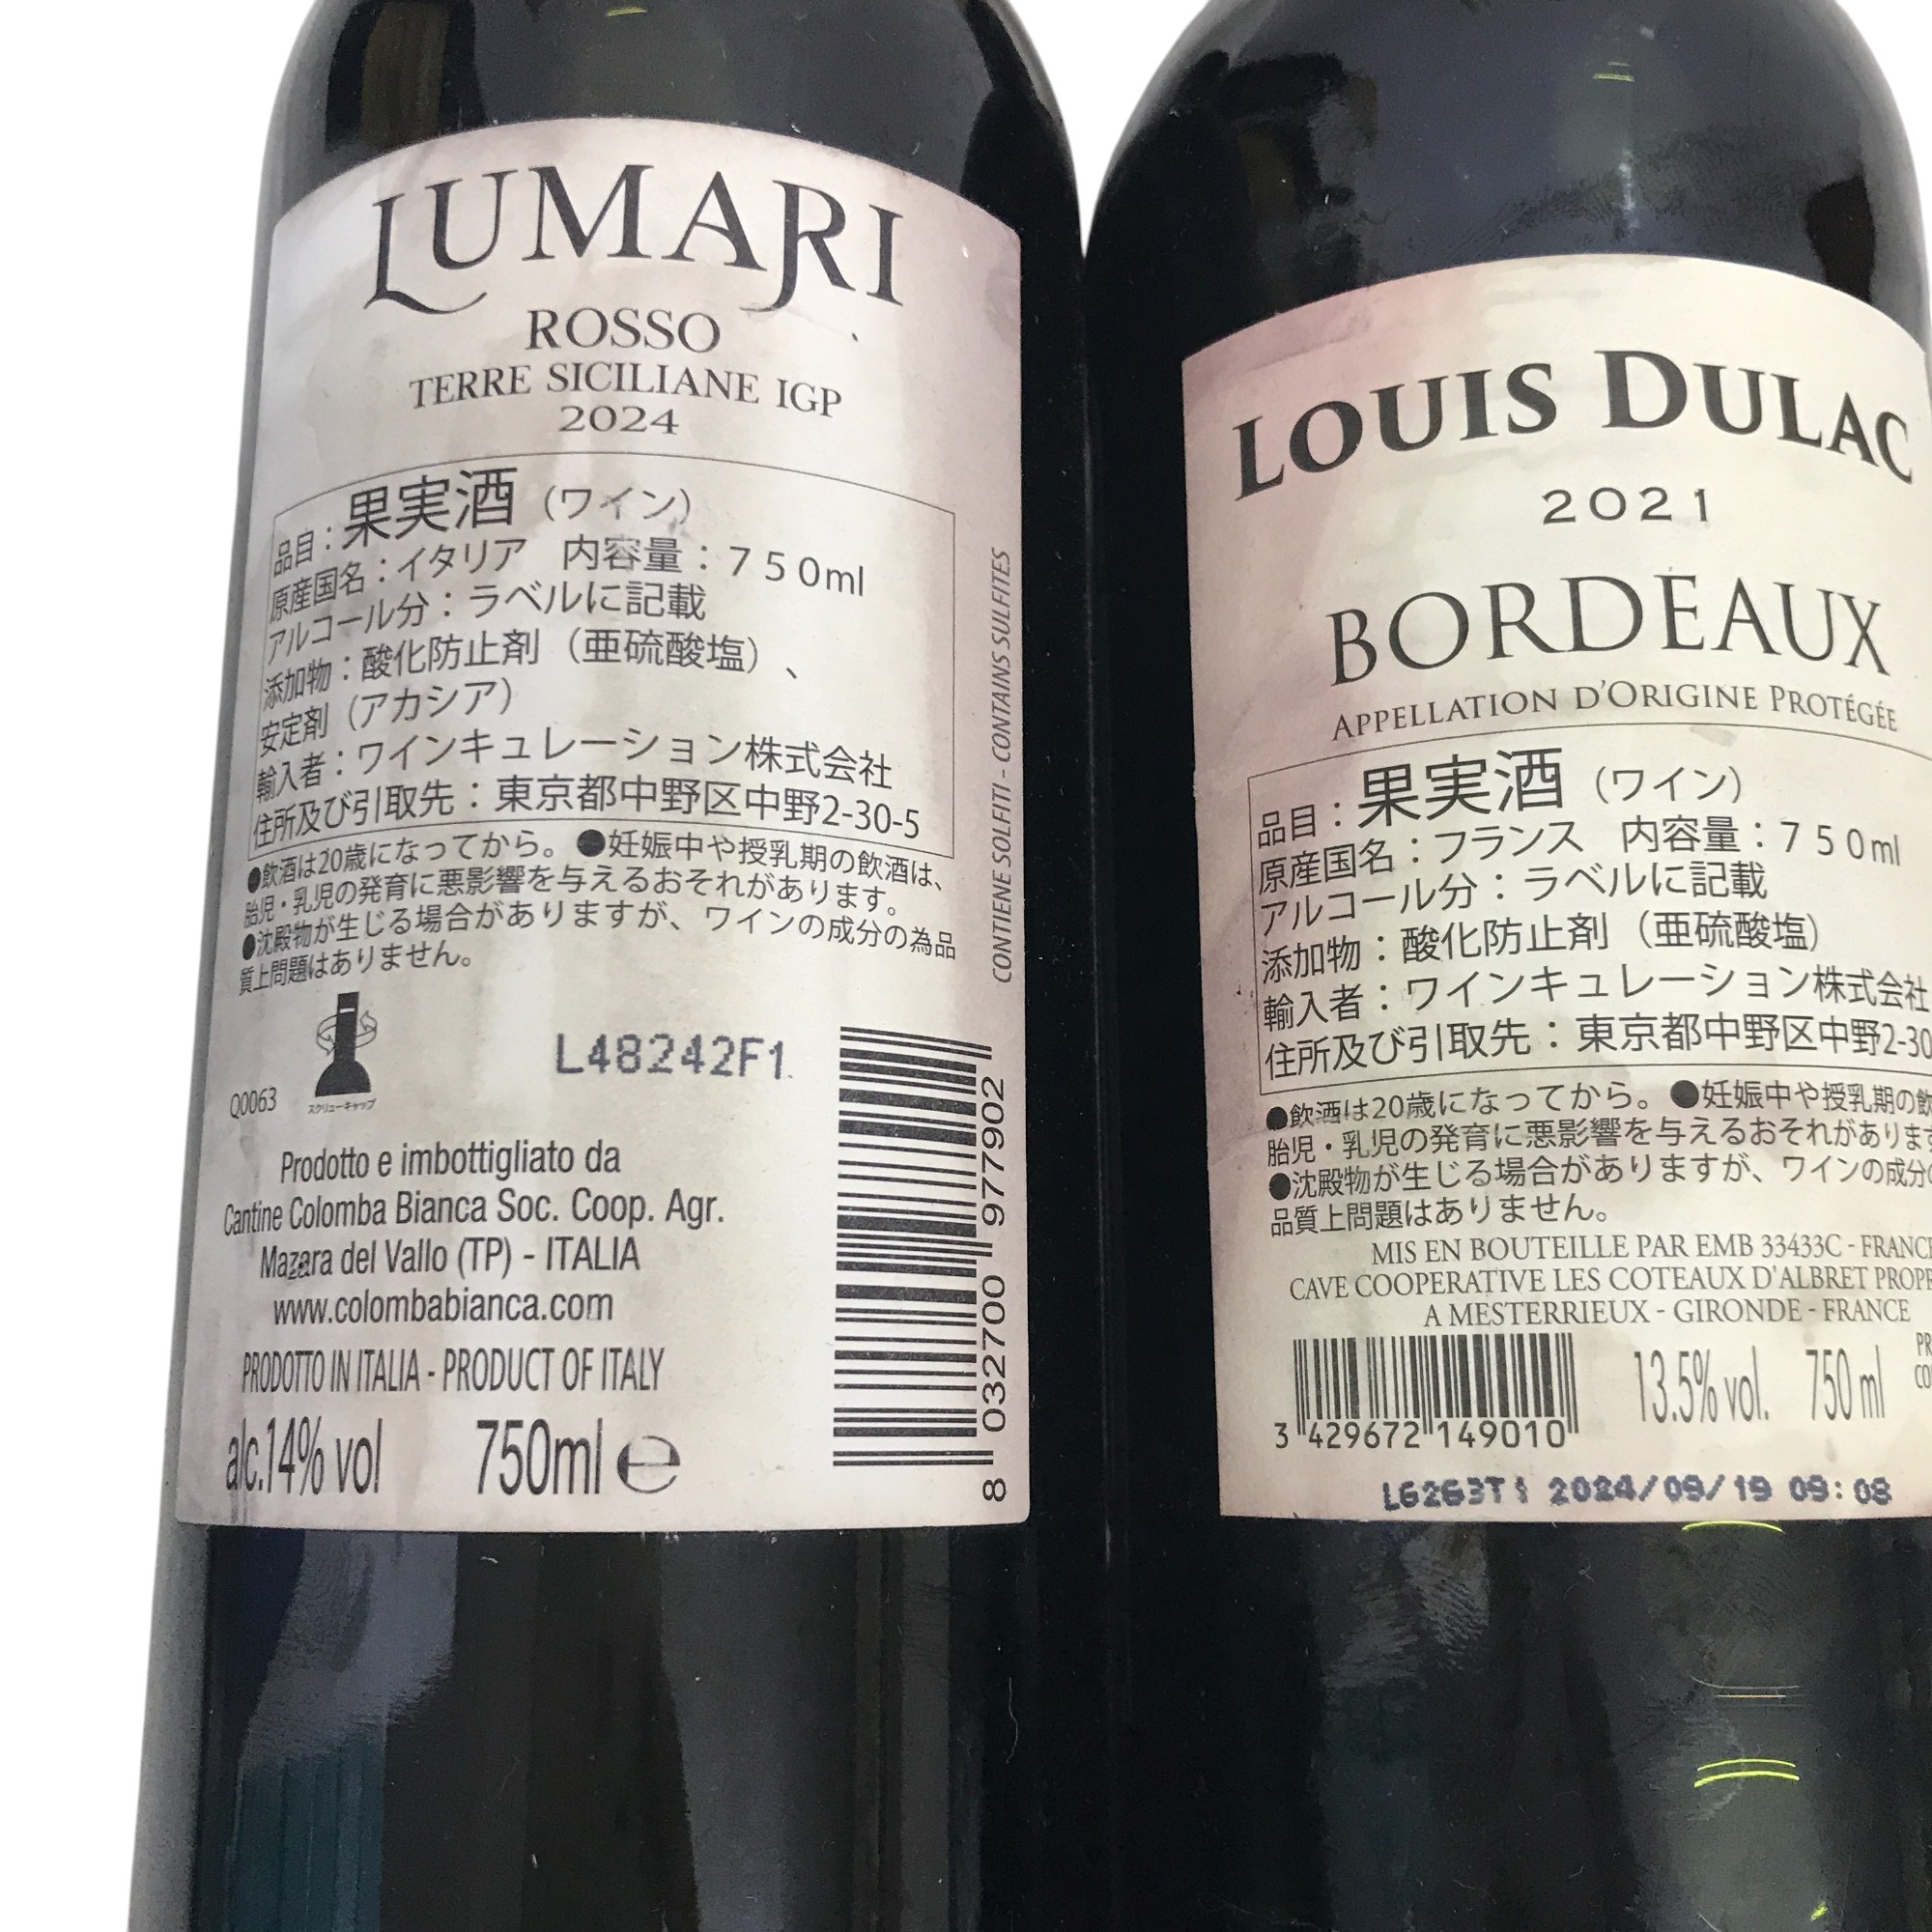 LUMARI
ROSSO
TERRE SICILIANE IGP
2024
品目：果実酒（ワイン）
原産国名：イタリア　内容量：７５０ml
アルコール分：ラベルに記載
添加物：酸化防止剤（亜硫酸塩）、
安定剤（アカシア）
輸入者：ワインキュレーション株式会社
住所及び引取先：東京都中野区中野2-30-5
●飲酒は20歳になってから。●妊娠中や授乳期の飲酒は、
胎児・乳児の発育に悪影響を与えるおそれがあります。
●沈殿物が生じる場合がありますが、ワインの成分の為品
質上問題はありません。
CONTIENE SOLFITI - CONTAINS SULFITES
スクリューキャップ
Q0063
L48242F1
Prodotto e imbottigliato da
Cantine Colomba Bianca Soc. Coop. Agr.
Mazara del Vallo (TP) - ITALIA
www.colombabianca.com
PRODOTTO IN ITALIA - PRODUCT OF ITALY
alc.14% vol 750ml ℮
8 032700 977902
LOUIS DULAC
2021
BORDEAUX
APPELLATION D'ORIGINE PROTÉGÉE
品目：果実酒（ワイン）
原産国名：フランス　内容量：７５０ml
アルコール分：ラベルに記載
添加物：酸化防止剤（亜硫酸塩）
輸入者：ワインキュレーション株式会社
住所及び引取先：東京都中野区中野2-30
●飲酒は20歳になってから。●妊娠中や授乳期の飲
胎児・乳児の発育に悪影響を与えるおそれがあります
●沈殿物が生じる場合がありますが、ワインの成分の
品質上問題はありません。
MIS EN BOUTEILLE PAR EMB 33433C - FRANCE
CAVE COOPERATIVE LES COTEAUX D'ALBRET PROPR
A MESTERRIEUX - GIRONDE - FRANCE
3 429672 149010
13.5% vol. 750 ml
2024/09/19 09:08